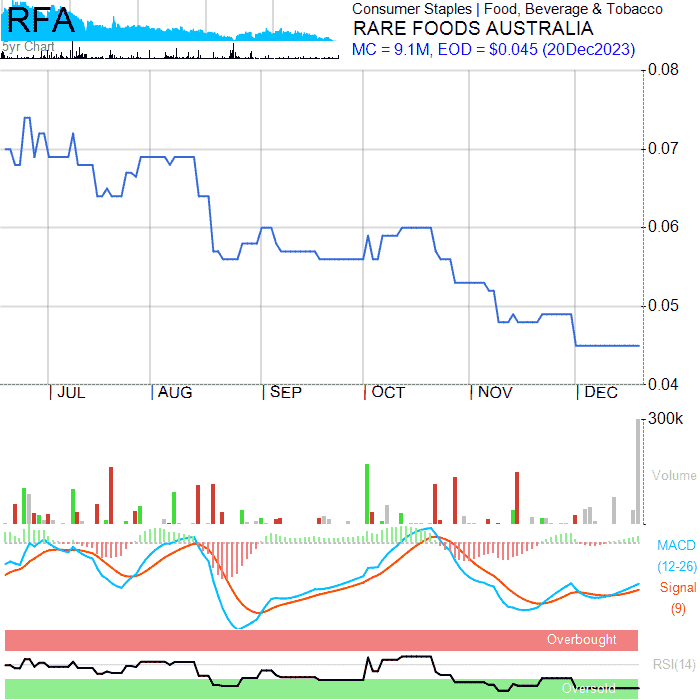 RFA
5yr Chart
Consumer Staples | Food, Beverage & Tobacco
RARE FOODS AUSTRALIA
MC = 9.1M, EOD = $0.045 (20Dec2023)
0.08
0.07
0.06
0.05
0.04
JUL AUG SEP OCT NOV DEC
300k
Volume
MACD
(12-26)
Signal
(9)
Overbought
RSI(14)
Oversold